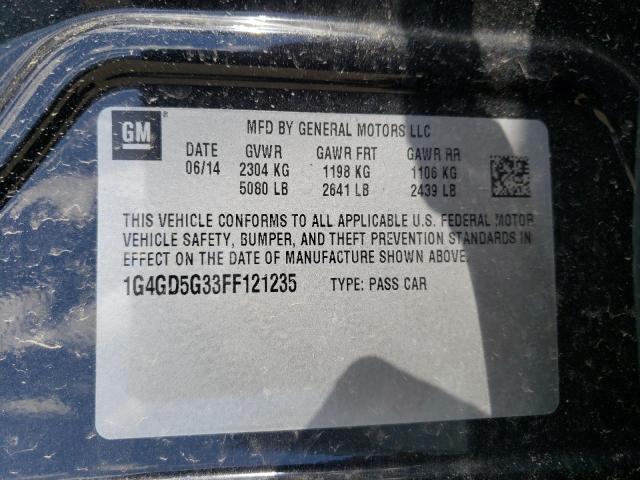 GM ®
MFD BY GENERAL MOTORS LLC
DATE GVWR GAWR FRT GAWR RR
06/14 2304 KG 1198 KG 1106 KG
5080 LB 2641 LB 2439 LB
THIS VEHICLE CONFORMS TO ALL APPLICABLE U.S. FEDERAL MOTOR
VEHICLE SAFETY, BUMPER, AND THEFT PREVENTION STANDARDS IN
EFFECT ON THE DATE OF MANUFACTURE SHOWN ABOVE.
1G4GD5G33FF121235 TYPE: PASS CAR